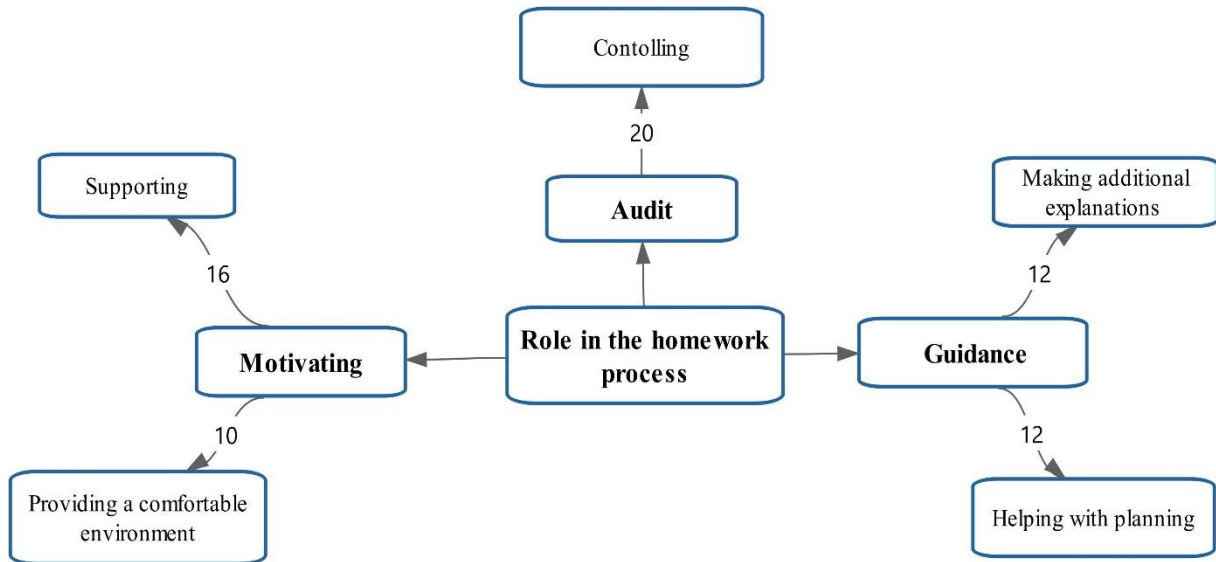 Contolling
20
Supporting
Audit
Making additional
explanations
16
12
Role in the homework
process
Motivating
Guidance
10
12
Providing a comfortable
environment
Helping with planning